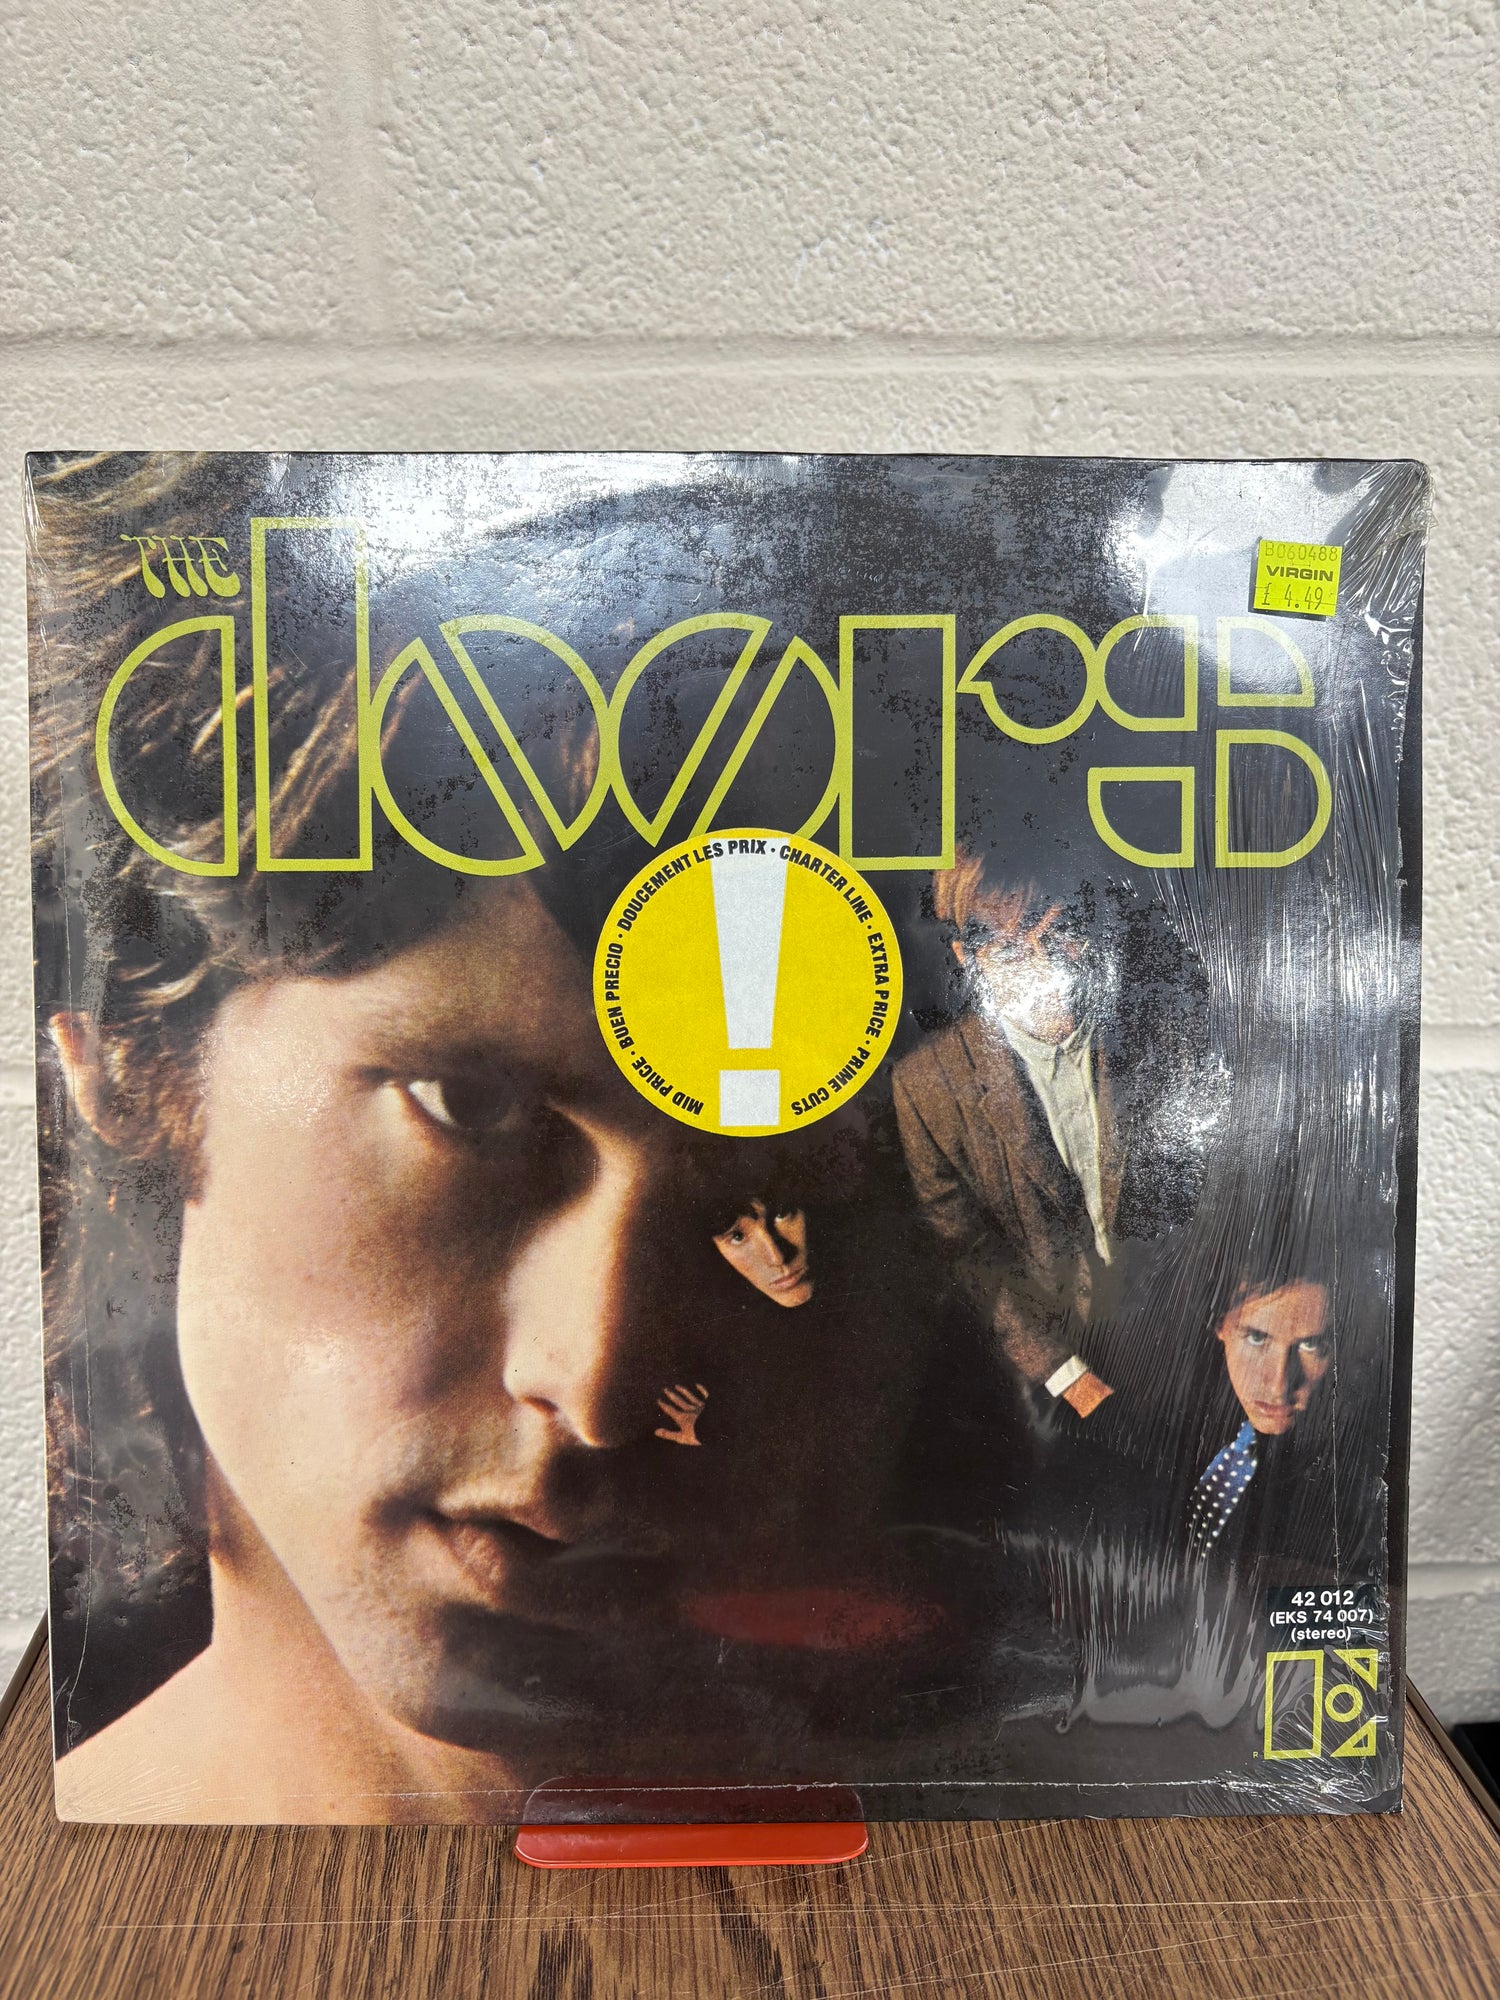 THE
doors
B060488
VIRGIN
£ 4.49
MID PRICE · BUEN PRECIO · DOUCEMENT LES PRIX · CHARTER LINE · EXTRA PRICE · PRIME CUTS
!
42 012
(EKS 74 007)
(stereo)
R